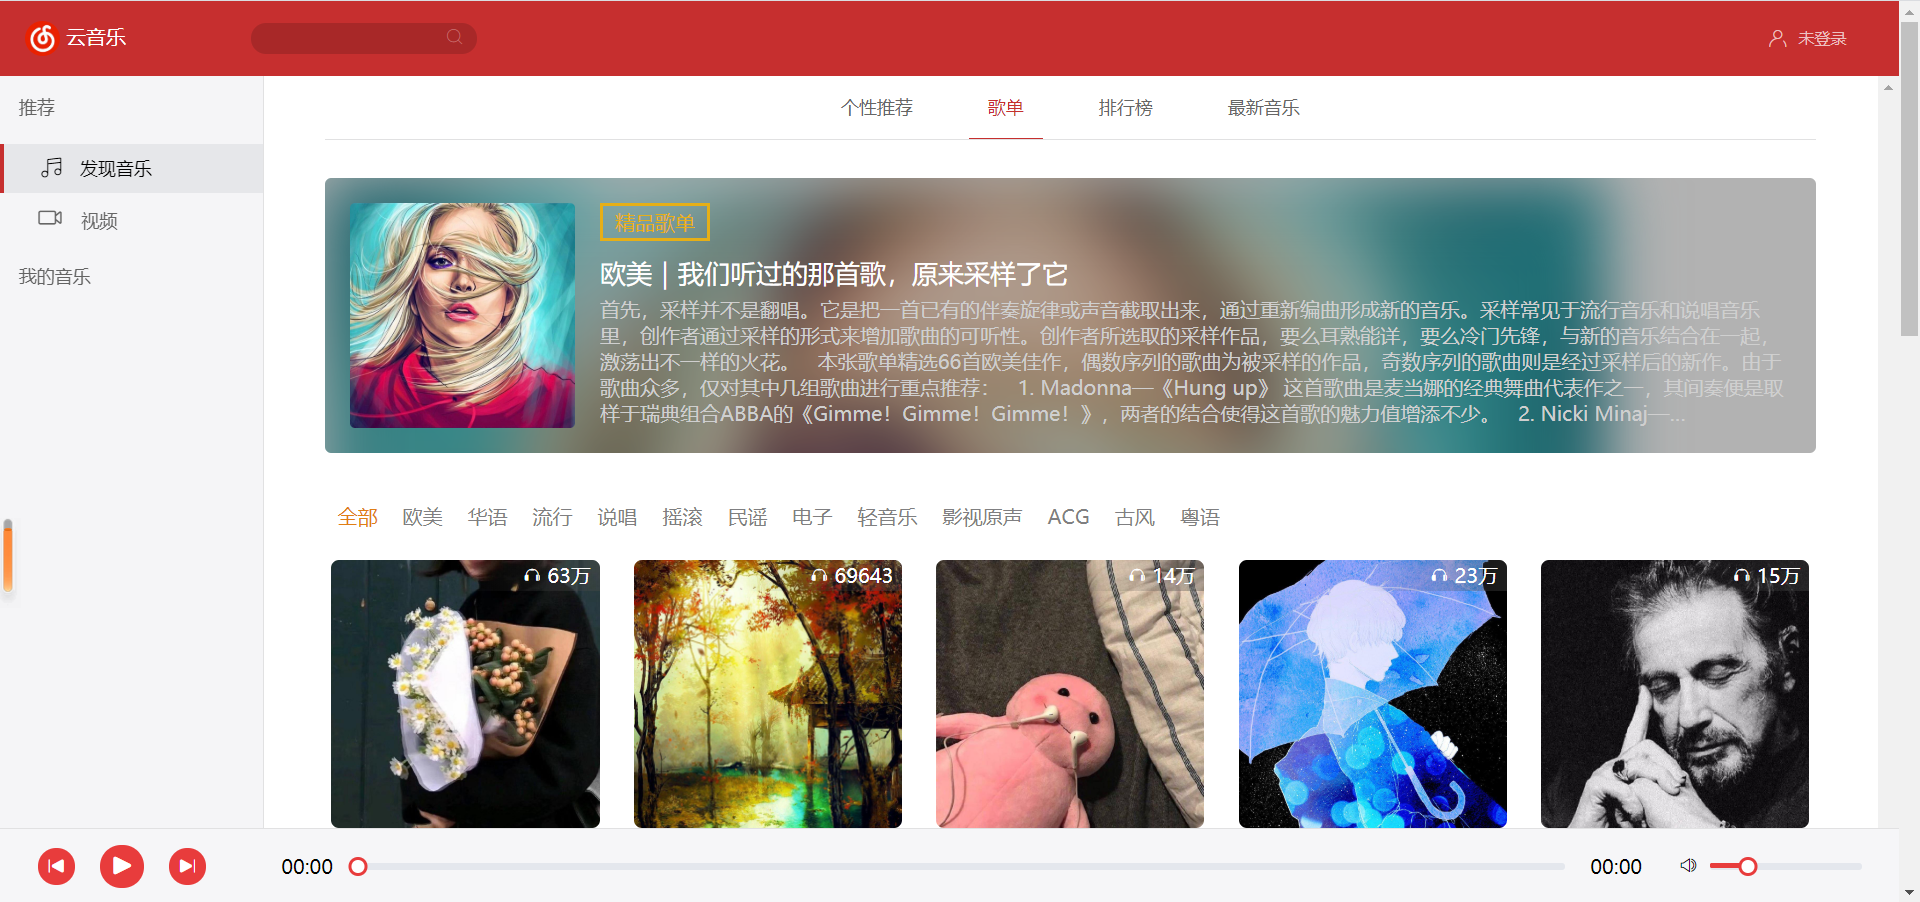 云音乐
未登录
推荐
发现音乐
视频
我的音乐
个性推荐 歌单 排行榜 最新音乐
精品歌单
欧美｜我们听过的那首歌，原来采样了它
首先，采样并不是翻唱。它是把一首已有的伴奏旋律或声音截取出来，通过重新编曲形成新的音乐。采样常见于流行音乐和说唱音乐
里，创作者通过采样的形式来增加歌曲的可听性。创作者所选取的采样作品，要么耳熟能详，要么冷门先锋，与新的音乐结合在一起，
激荡出不一样的火花。 本张歌单精选66首欧美佳作，偶数序列的歌曲为被采样的作品，奇数序列的歌曲则是经过采样后的新作。由于
歌曲众多，仅对其中几组歌曲进行重点推荐： 1. Madonna—《Hung up》 这首歌曲是麦当娜的经典舞曲代表作之一，其间奏便是取
样于瑞典组合ABBA的《Gimme！Gimme！Gimme！》，两者的结合使得这首歌的魅力值增添不少。 2. Nicki Minaj—...
全部 欧美 华语 流行 说唱 摇滚 民谣 电子 轻音乐 影视原声 ACG 古风 粤语
63万 69643 14万 23万 15万
00:00 00:00